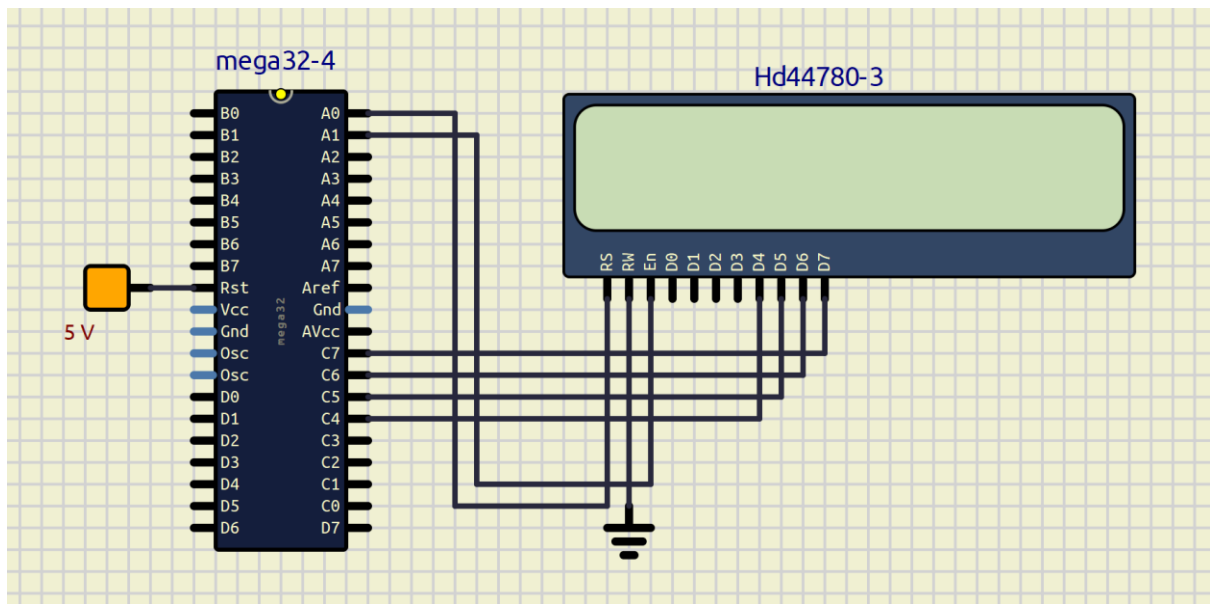 mega32-4
Hd44780-3
B0 A0
B1 A1
B2 A2
B3 A3
B4 A4
B5 A5
B6 A6
B7 A7
Rst Aref
Vcc Gnd
Gnd AVcc
Osc C7
Osc C6
D0 C5
D1 C4
D2 C3
D3 C2
D4 C1
D5 C0
D6 D7
mega32
5 V
RS RW En D0 D1 D2 D3 D4 D5 D6 D7